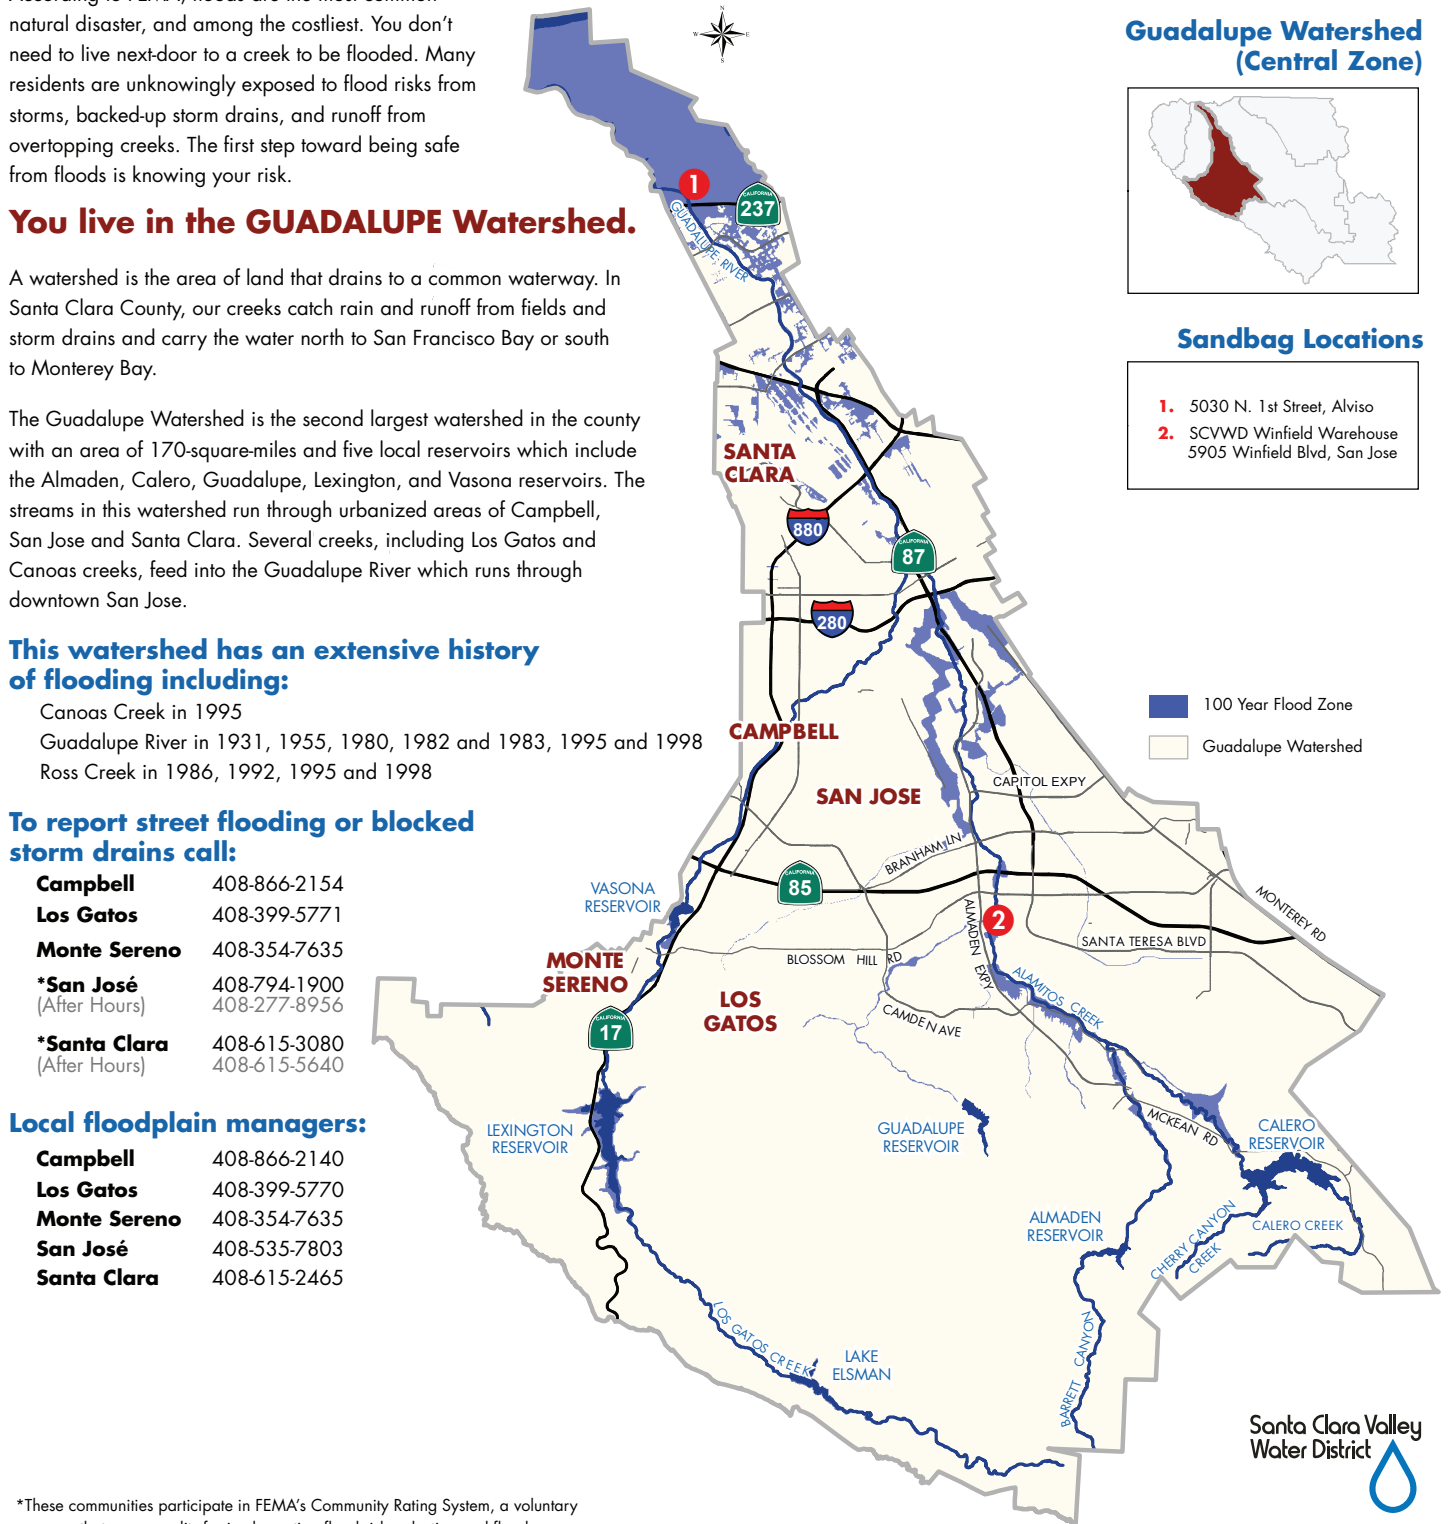 natural disaster, and among the costliest. You don't
need to live next-door to a creek to be flooded. Many
residents are unknowingly exposed to flood risks from
storms, backed-up storm drains, and runoff from
overtopping creeks. The first step toward being safe
from floods is knowing your risk.
You live in the GUADALUPE Watershed.
A watershed is the area of land that drains to a common waterway. In
Santa Clara County, our creeks catch rain and runoff from fields and
storm drains and carry the water north to San Francisco Bay or south
to Monterey Bay.
The Guadalupe Watershed is the second largest watershed in the county
with an area of 170-square-miles and five local reservoirs which include
the Almaden, Calero, Guadalupe, Lexington, and Vasona reservoirs. The
streams in this watershed run through urbanized areas of Campbell,
San Jose and Santa Clara. Several creeks, including Los Gatos and
Canoas creeks, feed into the Guadalupe River which runs through
downtown San Jose.
This watershed has an extensive history
of flooding including:
Canoas Creek in 1995
Guadalupe River in 1931, 1955, 1980, 1982 and 1983, 1995 and 1998
Ross Creek in 1986, 1992, 1995 and 1998
To report street flooding or blocked
storm drains call:
Campbell 408-866-2154
Los Gatos 408-399-5771
Monte Sereno 408-354-7635
*San José 408-794-1900
(After Hours) 408-277-8956
*Santa Clara 408-615-3080
(After Hours) 408-615-5640
Local floodplain managers:
Campbell 408-866-2140
Los Gatos 408-399-5770
Monte Sereno 408-354-7635
San José 408-535-7803
Santa Clara 408-615-2465
*These communities participate in FEMA's Community Rating System, a voluntary
N
W E
S
1
CALIFORNIA
237
GUADALUPE RIVER
SANTA
CLARA
880
CALIFORNIA
87
280
CAMPBELL
SAN JOSE
CAPITOL EXPY
BRANHAM LN
CALIFORNIA
85
VASONA
RESERVOIR
MONTEREY RD
2
ALMADEN EXPY
SANTA TERESA BLVD
BLOSSOM HILL RD
MONTE
SERENO
LOS
GATOS
ALAMITOS CREEK
CAMDEN AVE
CALIFORNIA
17
LEXINGTON
RESERVOIR
GUADALUPE
RESERVOIR
MCKEAN RD
CALERO
RESERVOIR
ALMADEN
RESERVOIR
CHERRY CANYON
CREEK
CALERO CREEK
LOS GATOS CREEK
LAKE
ELSMAN
BARRETT CANYON
Guadalupe Watershed
(Central Zone)
Sandbag Locations
1. 5030 N. 1st Street, Alviso
2. SCVWD Winfield Warehouse
5905 Winfield Blvd, San Jose
100 Year Flood Zone
Guadalupe Watershed
Santa Clara Valley
Water District